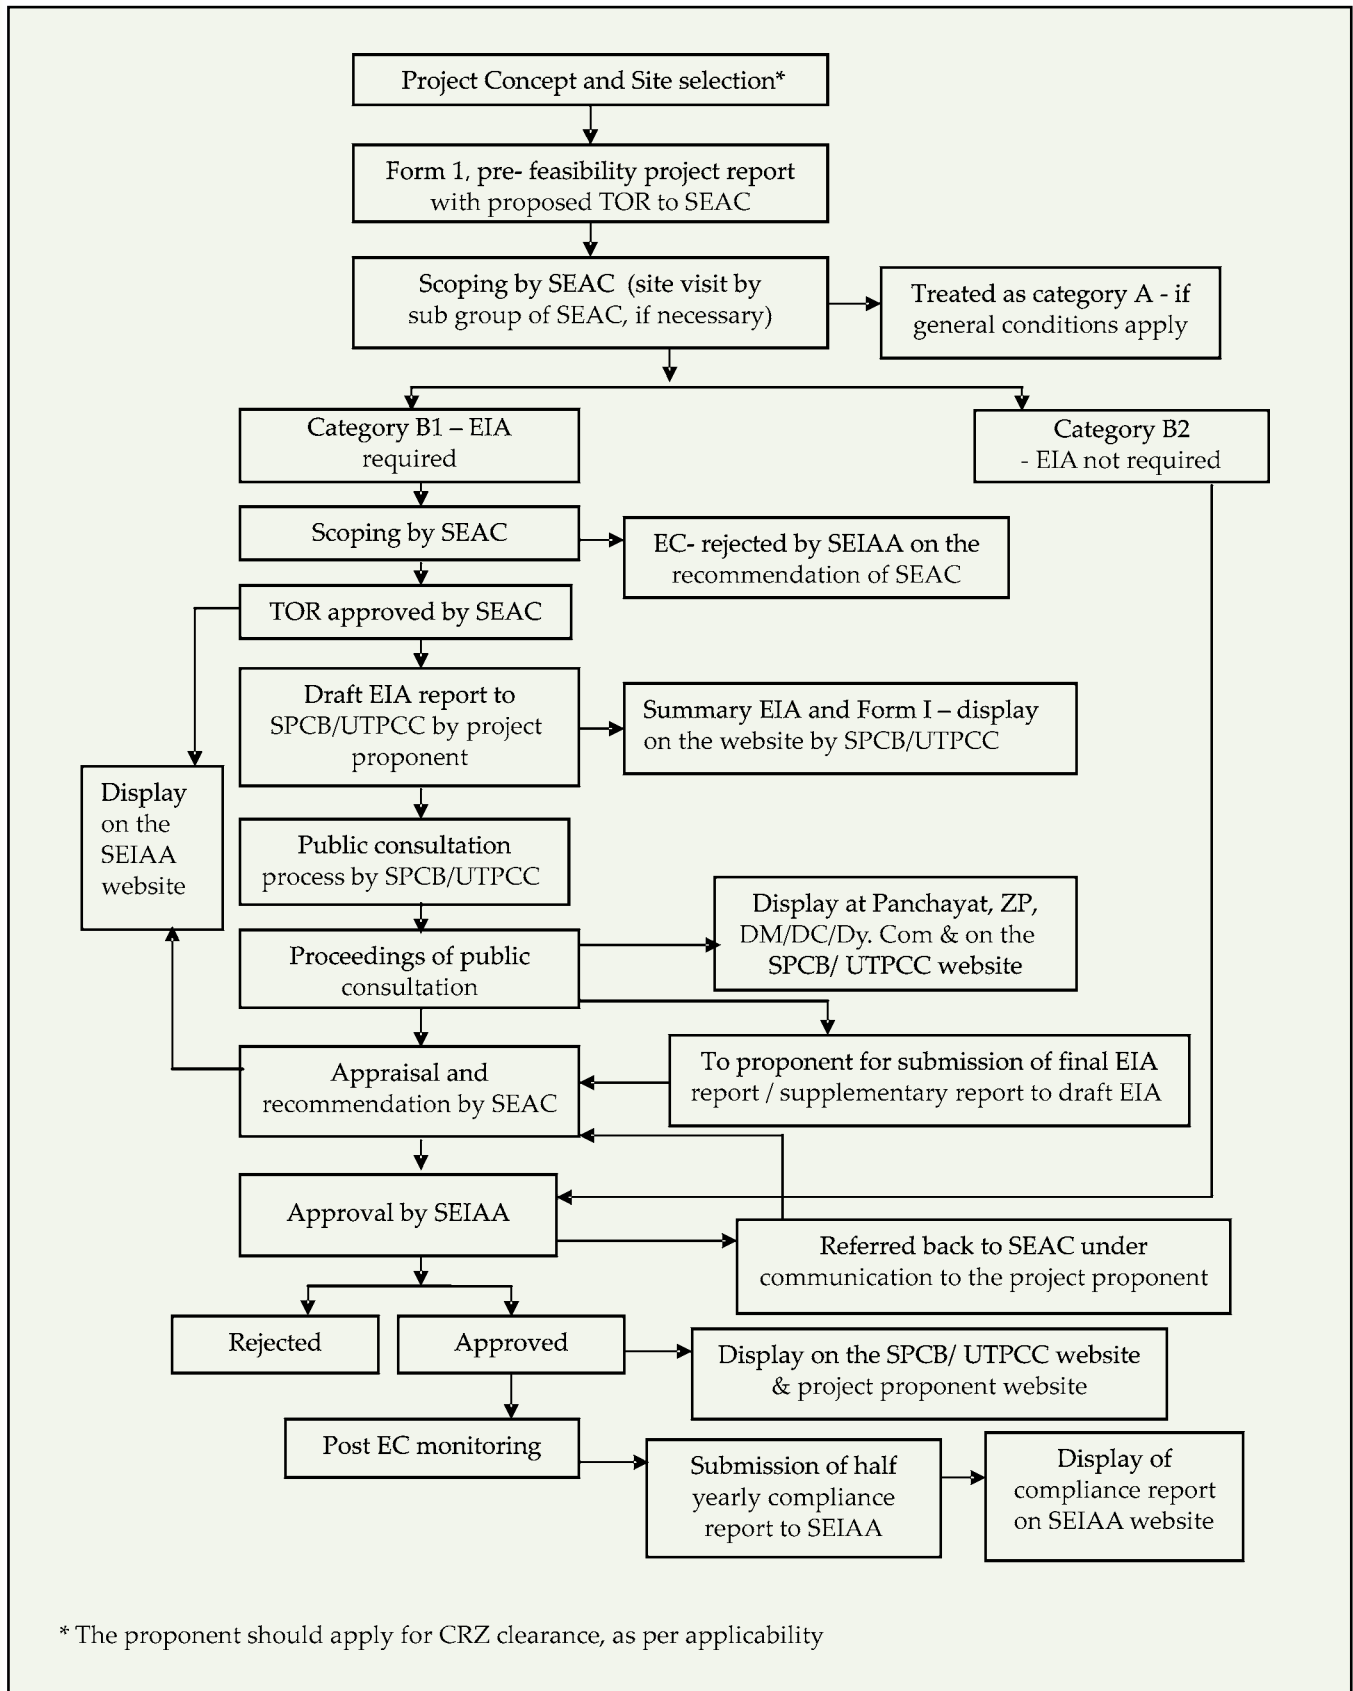 Project Concept and Site selection*
Form 1, pre- feasibility project report
with proposed TOR to SEAC
Scoping by SEAC (site visit by
sub group of SEAC, if necessary)
Treated as category A - if
general conditions apply
Category B1 – EIA
required
Category B2
- EIA not required
Scoping by SEAC
EC- rejected by SEIAA on the
recommendation of SEAC
TOR approved by SEAC
Draft EIA report to
SPCB/UTPCC by project
proponent
Summary EIA and Form I – display
on the website by SPCB/UTPCC
Display
on the
SEIAA
website
Public consultation
process by SPCB/UTPCC
Display at Panchayat, ZP,
DM/DC/Dy. Com & on the
SPCB/ UTPCC website
Proceedings of public
consultation
To proponent for submission of final EIA
report / supplementary report to draft EIA
Appraisal and
recommendation by SEAC
Approval by SEIAA
Referred back to SEAC under
communication to the project proponent
Rejected
Approved
Display on the SPCB/ UTPCC website
& project proponent website
Post EC monitoring
Submission of half
yearly compliance
report to SEIAA
Display of
compliance report
on SEIAA website
* The proponent should apply for CRZ clearance, as per applicability